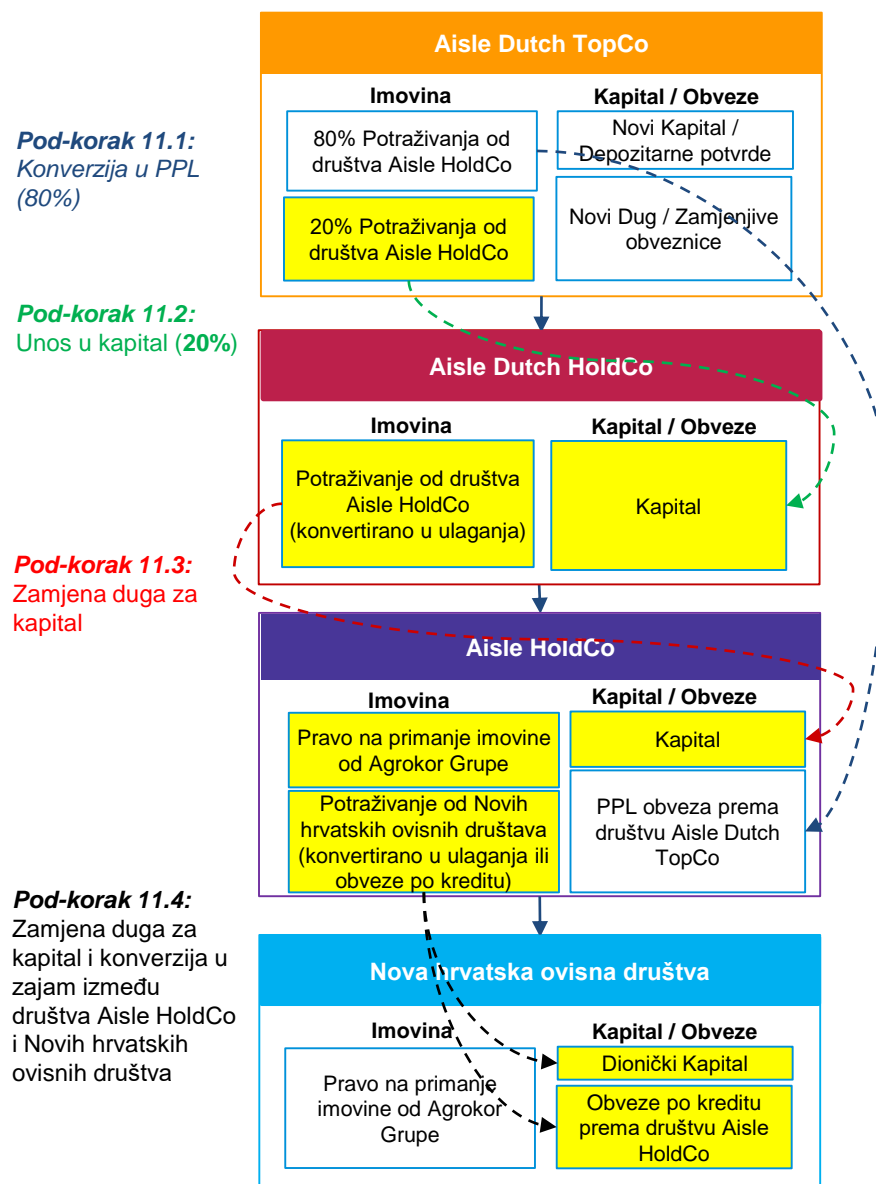 Aisle Dutch TopCo
Imovina
Kapital / Obveze
Pod-korak 11.1:
Konverzija u PPL
(80%)
80% Potraživanja od
društva Aisle HoldCo
Novi Kapital /
Depozitarne potvrde
20% Potraživanja od
društva Aisle HoldCo
Novi Dug / Zamjenjive
obveznice
Pod-korak 11.2:
Unos u kapital (20%)
Aisle Dutch HoldCo
Imovina
Kapital / Obveze
Potraživanje od društva
Aisle HoldCo
(konvertirano u ulaganja)
Kapital
Pod-korak 11.3:
Zamjena duga za
kapital
Aisle HoldCo
Imovina
Kapital / Obveze
Pravo na primanje imovine
od Agrokor Grupe
Kapital
Potraživanje od Novih
hrvatskih ovisnih društava
(konvertirano u ulaganja ili
obveze po kreditu)
PPL obveza prema
društvu Aisle Dutch
TopCo
Pod-korak 11.4:
Zamjena duga za
kapital i konverzija u
zajam između
društva Aisle HoldCo
i Novih hrvatskih
ovisnih društva
Nova hrvatska ovisna društva
Imovina
Kapital / Obveze
Pravo na primanje
imovine od Agrokor
Grupe
Dionički Kapital
Obveze po kreditu
prema društvu Aisle
HoldCo